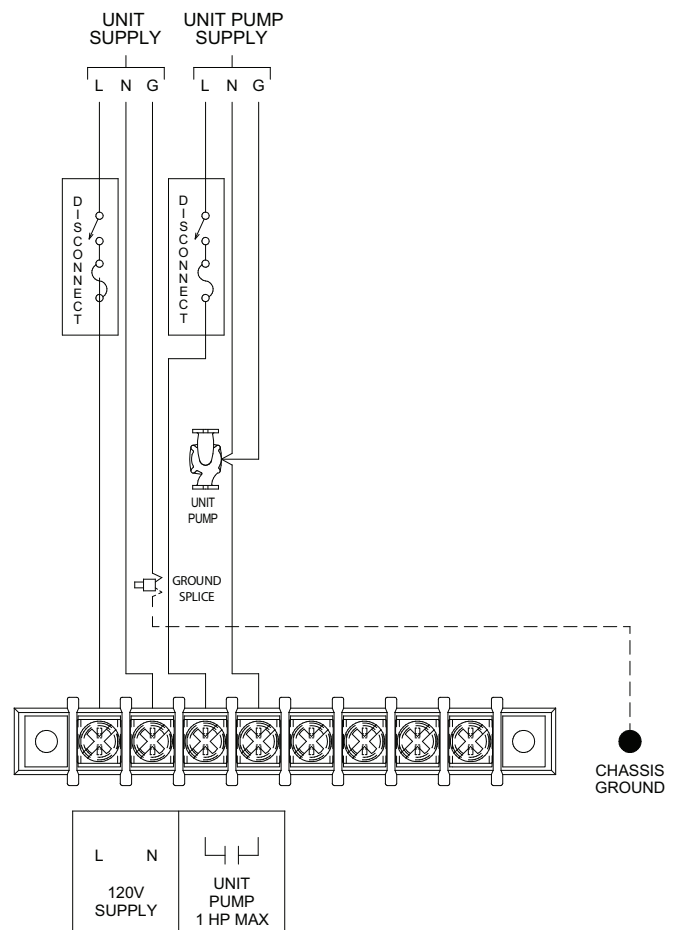 UNIT
SUPPLY
UNIT PUMP
SUPPLY
L N G
L N G
DISCONNECT
DISCONNECT
UNIT
PUMP
GROUND
SPLICE
CHASSIS
GROUND
L N
120V
SUPPLY
UNIT
PUMP
1 HP MAX